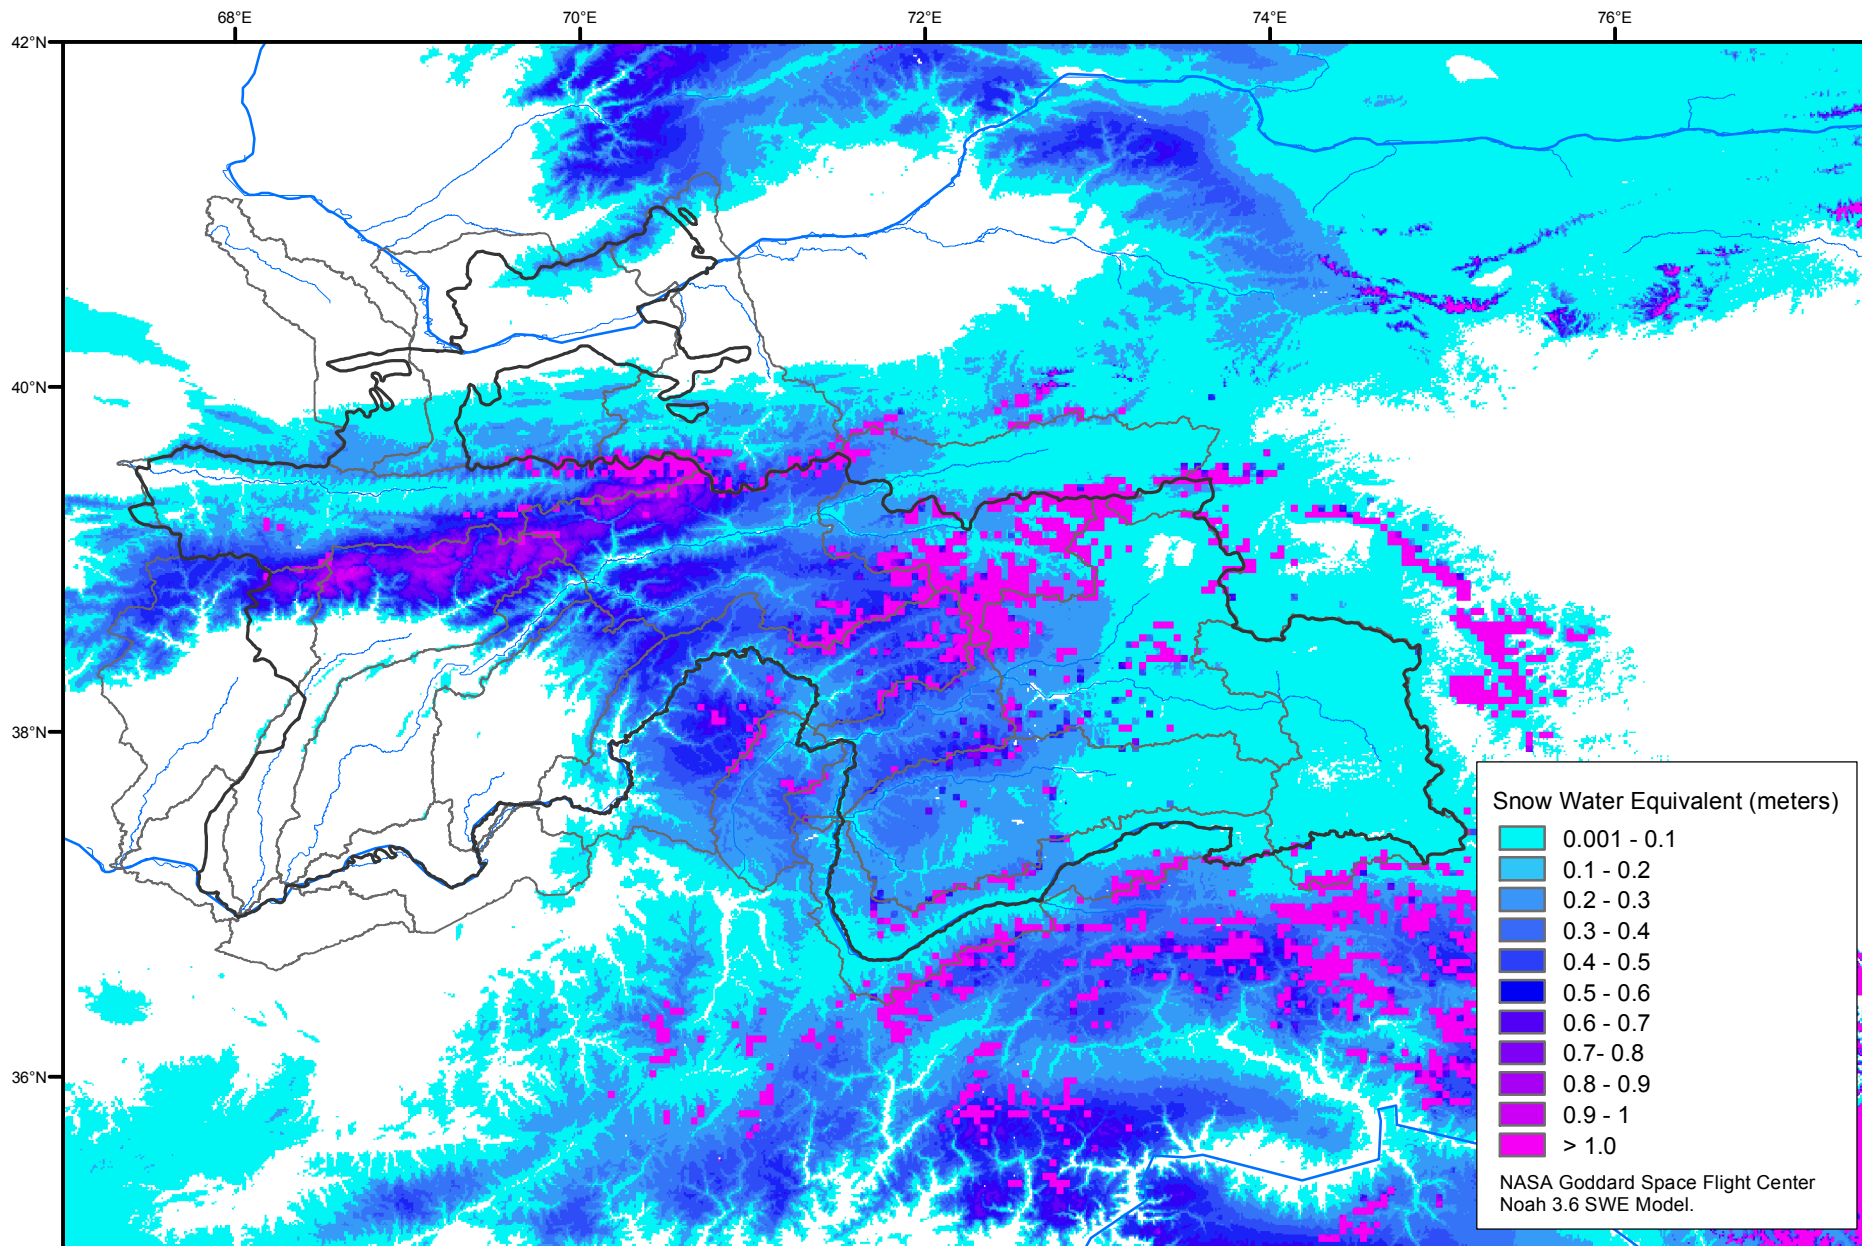 68°E 70°E 72°E 74°E 76°E
42°N
40°N
38°N
36°N
Snow Water Equivalent (meters)
0.001 - 0.1
0.1 - 0.2
0.2 - 0.3
0.3 - 0.4
0.4 - 0.5
0.5 - 0.6
0.6 - 0.7
0.7- 0.8
0.8 - 0.9
0.9 - 1
> 1.0
NASA Goddard Space Flight Center
Noah 3.6 SWE Model.